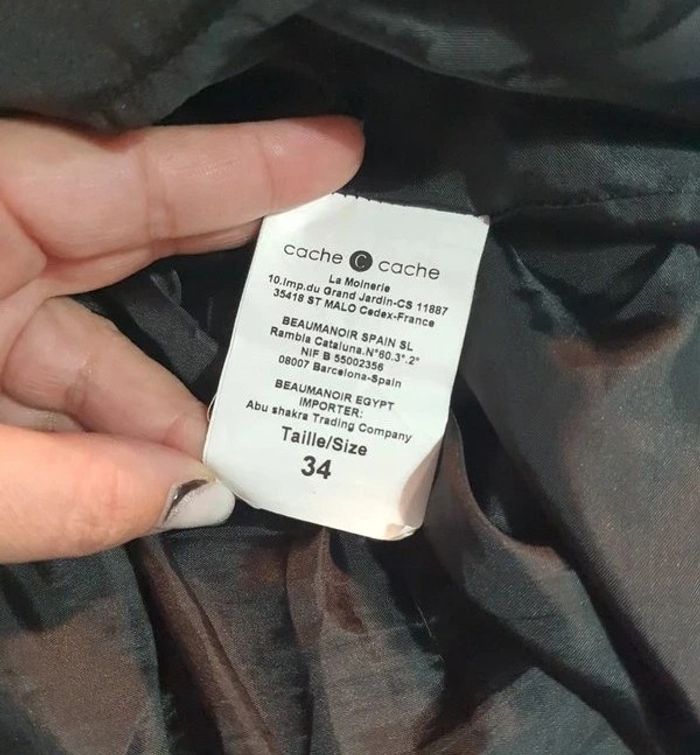 cache C cache
La Moinerie
10.Imp.du Grand Jardin-CS 11887
35418 ST MALO Cedex-France
BEAUMANOIR SPAIN SL
Rambla Cataluna.N°60.3°.2°
NIF B 55002356
08007 Barcelona-Spain
BEAUMANOIR EGYPT
IMPORTER:
Abu shakra Trading Company
Taille/Size
34